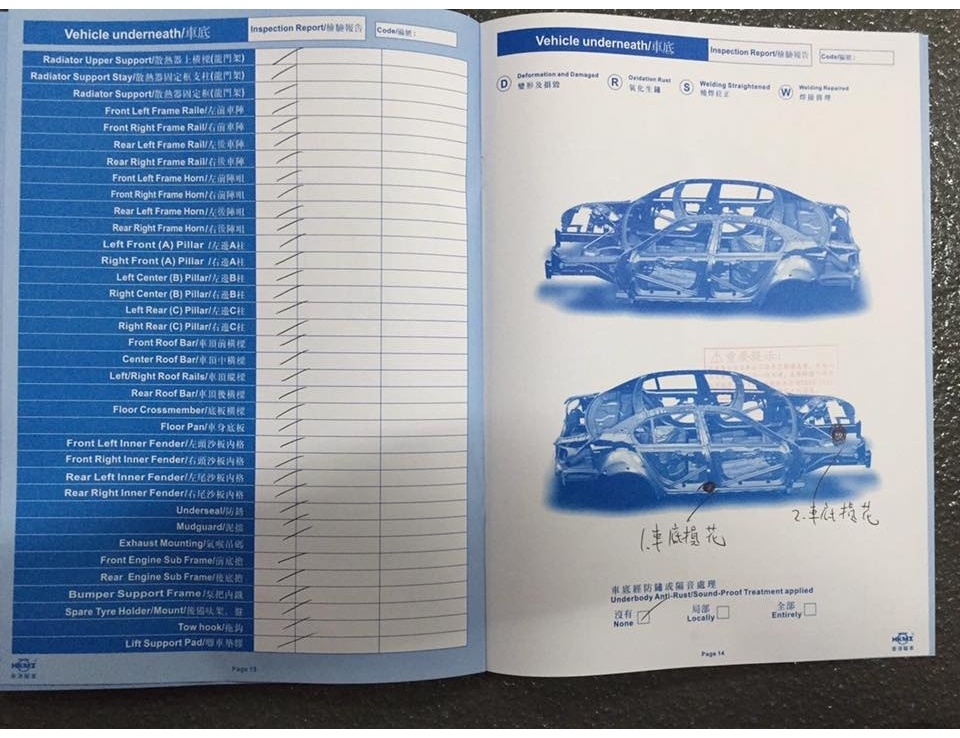 Vehicle underneath/車底
Inspection Report/檢驗報告
Code/編號:
Radiator Upper Support/散熱器上橫樑(龍門架)
Radiator Support Stay/散熱器固定框支柱(龍門架)
Radiator Support/散熱器固定框(龍門架)
Front Left Frame Raile/左前車陣
Front Right Frame Rail/右前車陣
Rear Left Frame Rail/左後車陣
Rear Right Frame Rail/右後車陣
Front Left Frame Horn/左前陣咀
Front Right Frame Horn/右前陣咀
Rear Left Frame Horn/左後陣咀
Rear Right Frame Horn/右後陣咀
Left Front (A) Pillar /左邊A柱
Right Front (A) Pillar /右邊A柱
Left Center (B) Pillar/左邊B柱
Right Center (B) Pillar/右邊B柱
Left Rear (C) Pillar/左邊C柱
Right Rear (C) Pillar/右邊C柱
Front Roof Bar/車頂前橫樑
Center Roof Bar/車頂中橫樑
Left/Right Roof Rails/車頂縱樑
Rear Roof Bar/車頂後橫樑
Floor Crossmember/底板橫樑
Floor Pan/車身底板
Front Left Inner Fender/左頭沙板內格
Front Right Inner Fender/右頭沙板內格
Rear Left Inner Fender/左尾沙板內格
Rear Right Inner Fender/右尾沙板內格
Underseal/防銹
Mudguard/泥擋
Exhaust Mounting/氣喉吊碼
Front Engine Sub Frame/前底躉
Rear Engine Sub Frame/後底躉
Bumper Support Frame/泵把內鐵
Spare Tyre Holder/Mount/後備呔架、盤
Tow hook/拖鈎
Lift Support Pad/唧車墊膠
HKMI
Page 13
Vehicle underneath/車底
Inspection Report/檢驗報告
Code/編號:
D Deformation and Damaged
變形及損毀
R Oxidation Rust
氧化生鏽
S Welding Straightened
燒焊拉正
W Welding Repaired
焊接修理
重要提示:
1.車底損花
2.車底損花
車底經防鏽或隔音處理
Underbody Anti-Rust/Sound-Proof Treatment applied
沒有
None
局部
Locally
全部
Entirely
Page 14
HKMI